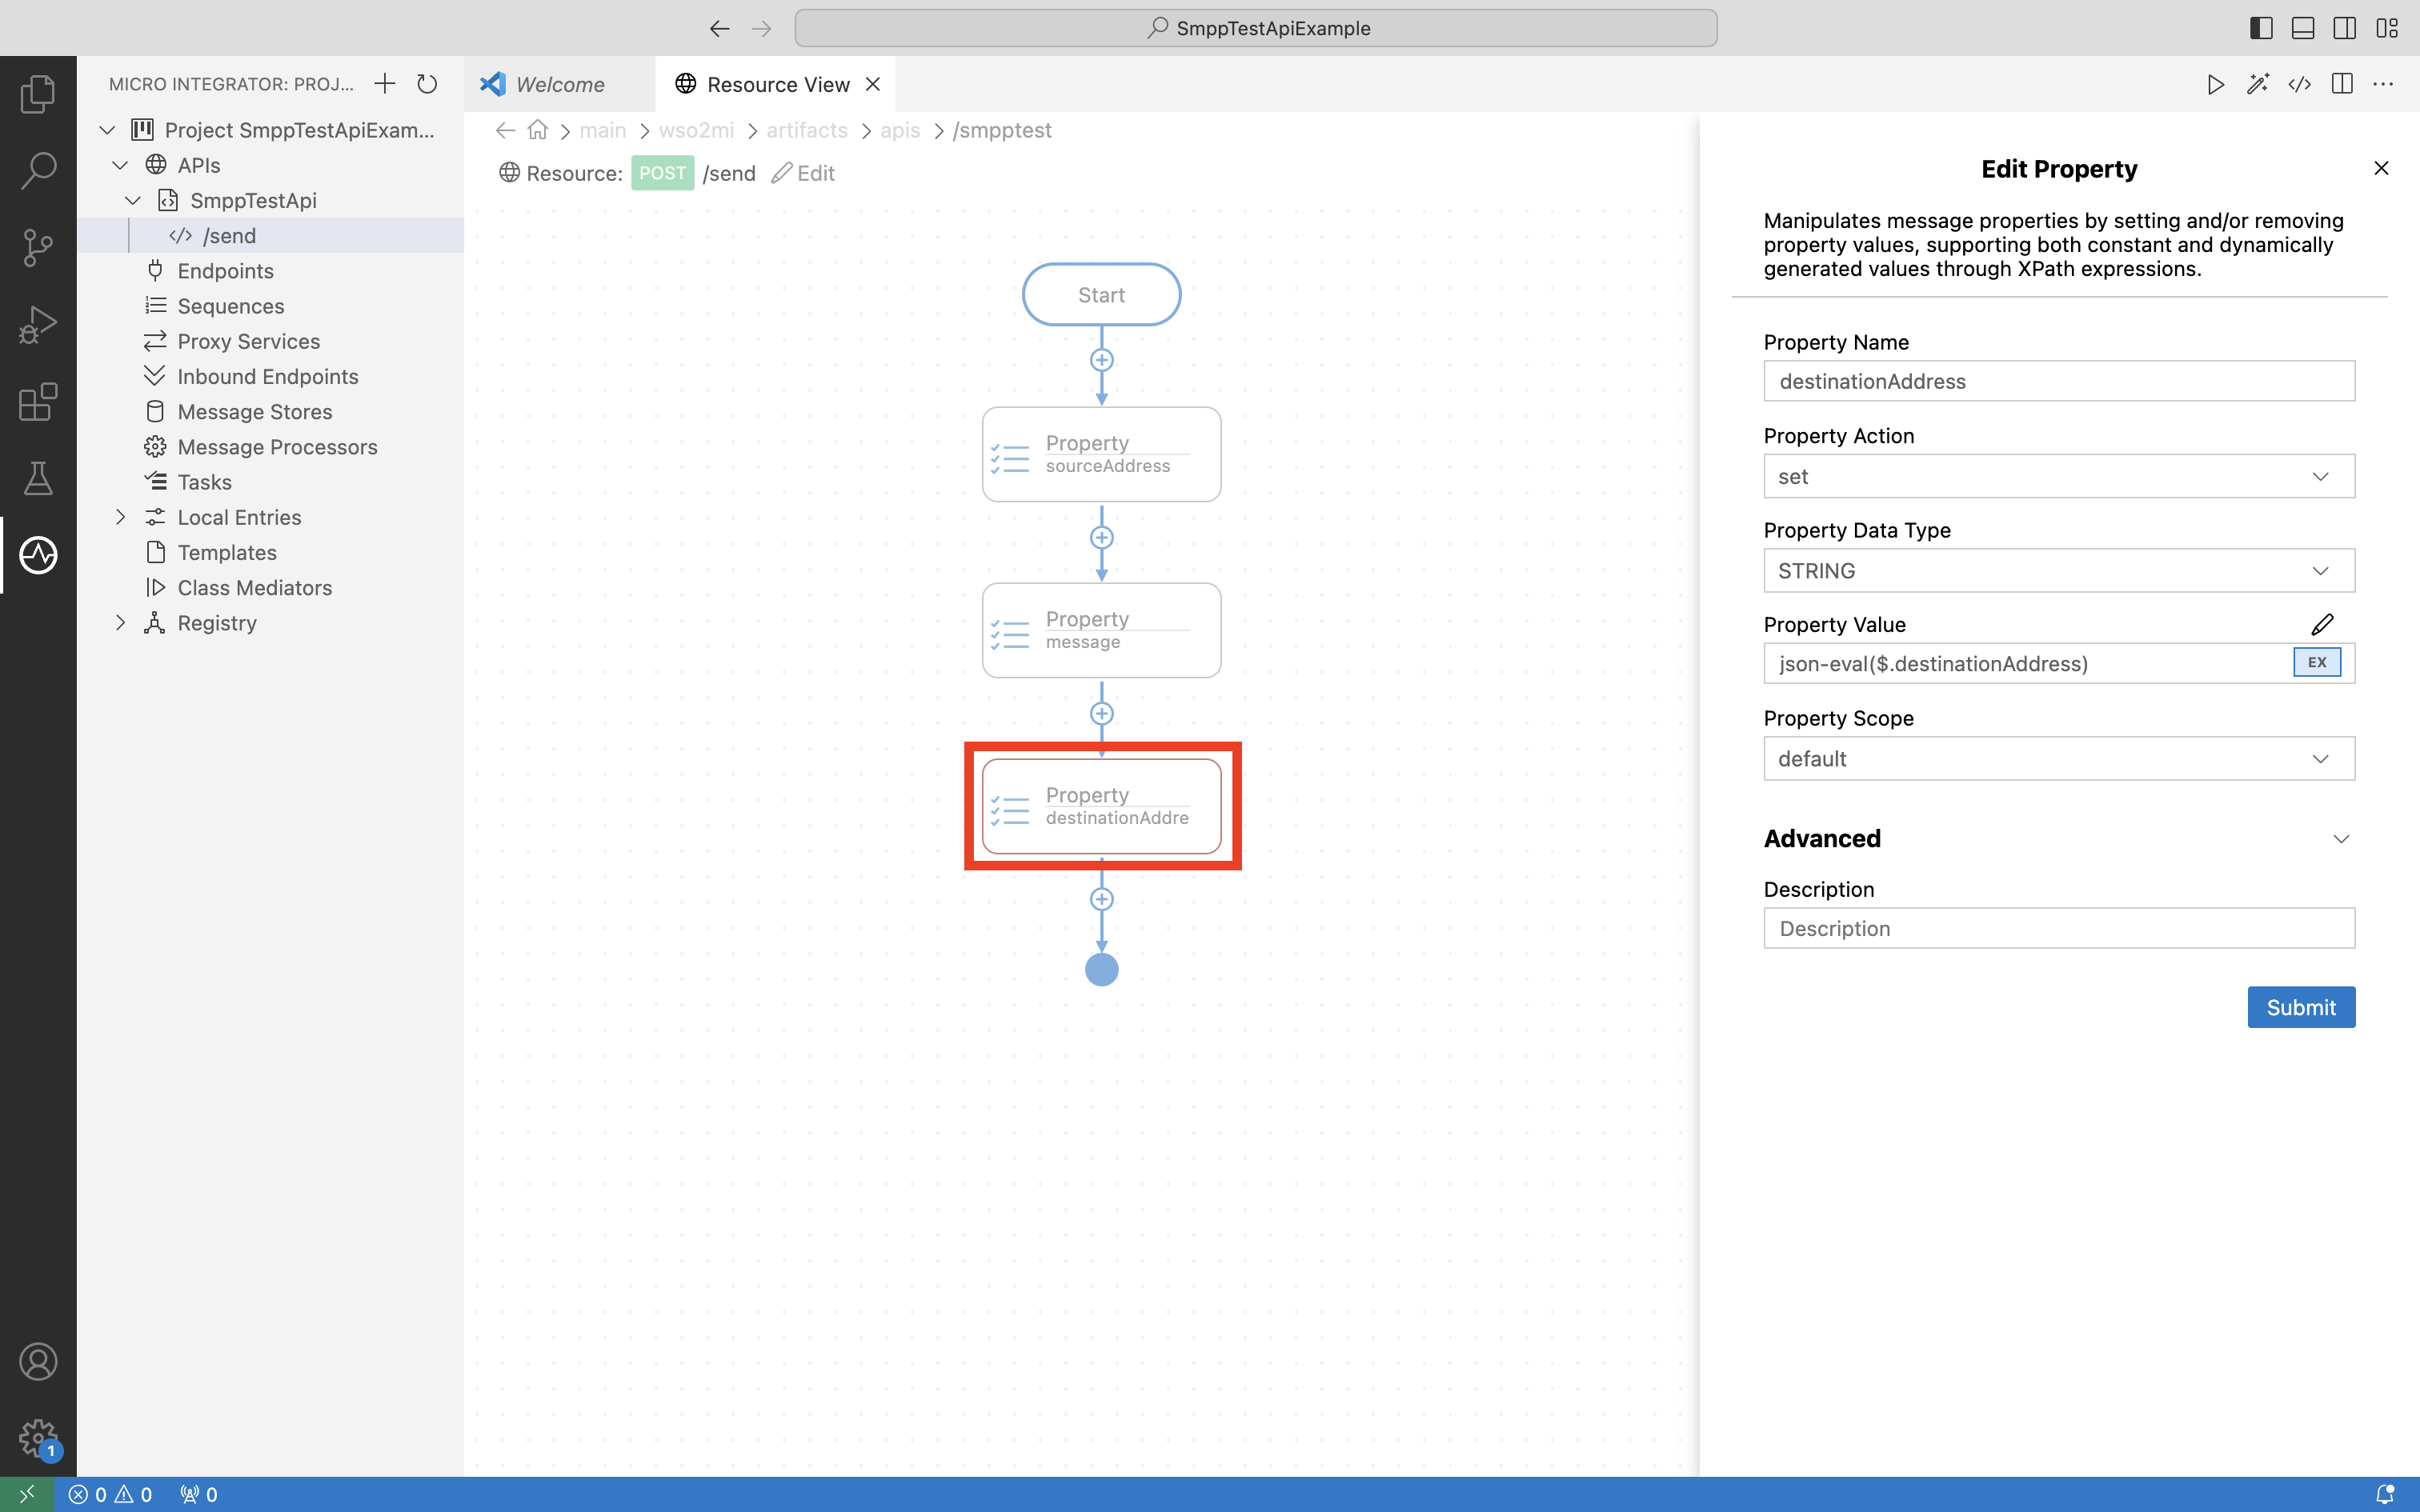 SmppTestApiExample
MICRO INTEGRATOR: PROJ...
Welcome
Resource View
Project SmppTestApiExam...
APIs
SmppTestApi
/send
Endpoints
Sequences
Proxy Services
Inbound Endpoints
Message Stores
Message Processors
Tasks
Local Entries
Templates
Class Mediators
Registry
main > wso2mi > artifacts > apis > /smpptest
Resource: POST /send Edit
Start
Property
sourceAddress
Property
message
Property
destinationAddre
Edit Property
Manipulates message properties by setting and/or removing
property values, supporting both constant and dynamically
generated values through XPath expressions.
Property Name
destinationAddress
Property Action
set
Property Data Type
STRING
Property Value
json-eval($.destinationAddress)
EX
Property Scope
default
Advanced
Description
Description
Submit
1
0 0 0